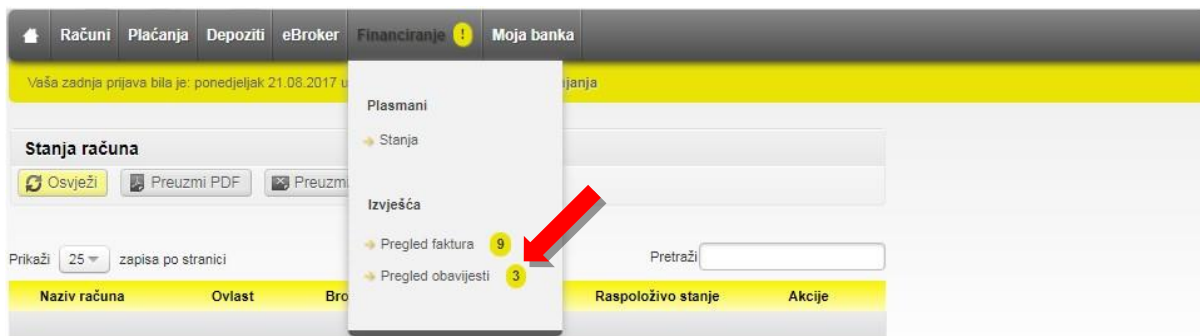 Računi Plaćanja Depoziti eBroker Financiranje ! Moja banka
Vaša zadnja prijava bila je: ponedjeljak 21.08.2017 u
Plasmani
Stanja
Stanja računa
Osvježi Preuzmi PDF Preuzmi
Izvješća
Pregled faktura 9
Prikaži 25 zapisa po stranici
Pretraži
Pregled obavijesti 3
Naziv računa Ovlast Bro Raspoloživo stanje Akcije